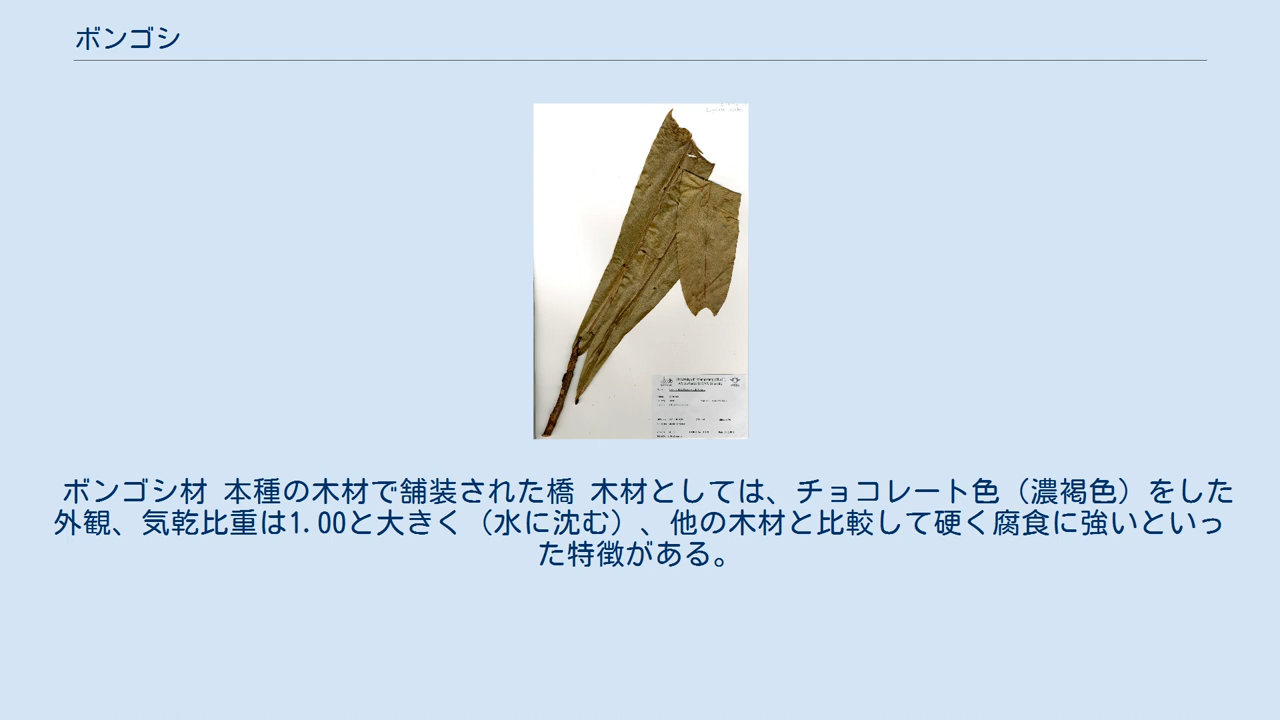 ボンゴシ
ボンゴシ材 本種の木材で舗装された橋 木材としては、チョコレート色（濃褐色）をした
外観、気乾比重は1.00と大きく（水に沈む）、他の木材と比較して硬く腐食に強いといっ
た特徴がある。